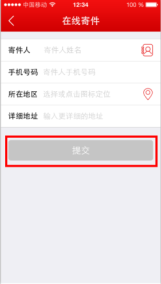 中国移动 12:34 100 %
在线寄件
寄件人 寄件人姓名
手机号码 寄件人手机号码
所在地区 选择或点击图标定位
详细地址 输入更详细的地址
提交